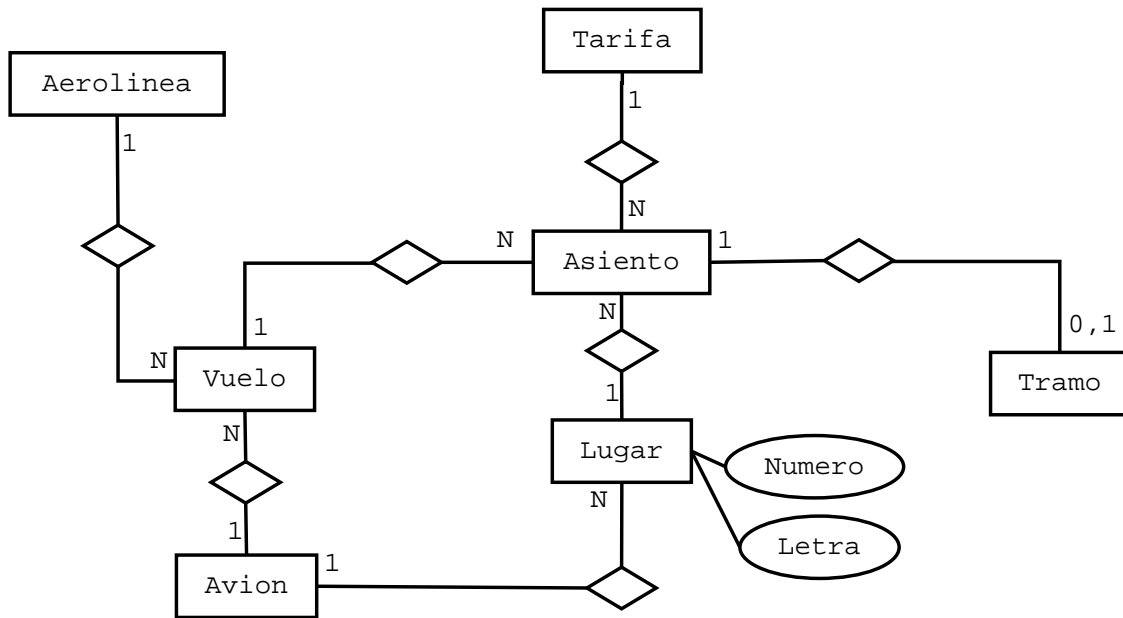 Tarifa
Aerolinea
1
1
N
N
1
Asiento
1
N
0,1
N
Vuelo
Tramo
1
N
Lugar
Numero
N
1
1
Letra
Avion